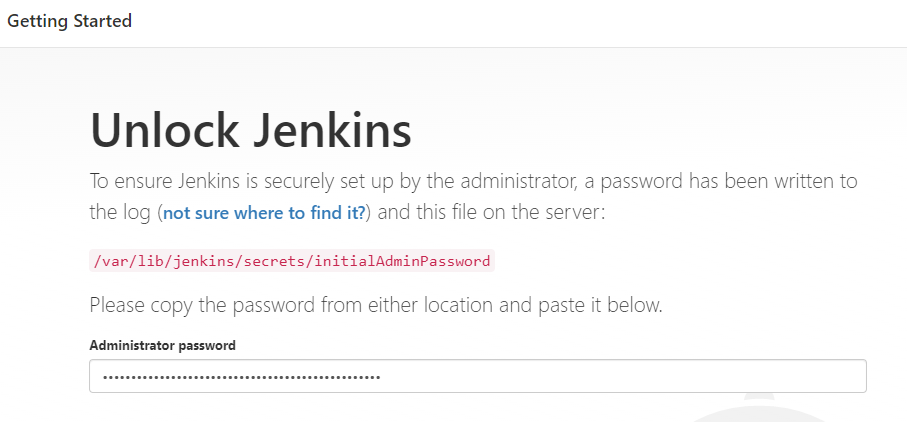 Getting Started
Unlock Jenkins
To ensure Jenkins is securely set up by the administrator, a password has been written to
the log (not sure where to find it?) and this file on the server:
/var/lib/jenkins/secrets/initialAdminPassword
Please copy the password from either location and paste it below.
Administrator password